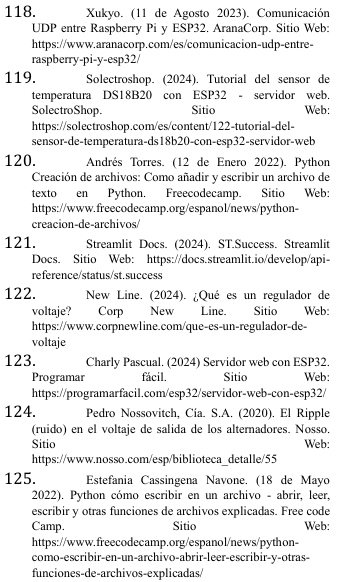 118. Xukyo. (11 de Agosto 2023). Comunicación
UDP entre Raspberry Pi y ESP32. AranaCorp. Sitio Web:
https://www.aranacorp.com/es/comunicacion-udp-entre-
raspberry-pi-y-esp32/
119. Solectroshop. (2024). Tutorial del sensor de
temperatura DS18B20 con ESP32 - servidor web.
SolectroShop. Sitio Web:
https://solectroshop.com/es/content/122-tutorial-del-
sensor-de-temperatura-ds18b20-con-esp32-servidor-web
120. Andrés Torres. (12 de Enero 2022). Python
Creación de archivos: Como añadir y escribir un archivo de
texto en Python. Freecodecamp. Sitio Web:
https://www.freecodecamp.org/espanol/news/python-
creacion-de-archivos/
121. Streamlit Docs. (2024). ST.Success. Streamlit
Docs. Sitio Web: https://docs.streamlit.io/develop/api-
reference/status/st.success
122. New Line. (2024). ¿Qué es un regulador de
voltaje? Corp New Line. Sitio Web:
https://www.corpnewline.com/que-es-un-regulador-de-
voltaje
123. Charly Pascual. (2024) Servidor web con ESP32.
Programar fácil. Sitio Web:
https://programarfacil.com/esp32/servidor-web-con-esp32/
124. Pedro Nossovitch, Cía. S.A. (2020). El Ripple
(ruido) en el voltaje de salida de los alternadores. Nosso.
Sitio Web:
https://www.nosso.com/esp/biblioteca_detalle/55
125. Estefania Cassingena Navone. (18 de Mayo
2022). Python cómo escribir en un archivo - abrir, leer,
escribir y otras funciones de archivos explicadas. Free code
Camp. Sitio Web:
https://www.freecodecamp.org/espanol/news/python-
como-escribir-en-un-archivo-abrir-leer-escribir-y-otras-
funciones-de-archivos-explicadas/